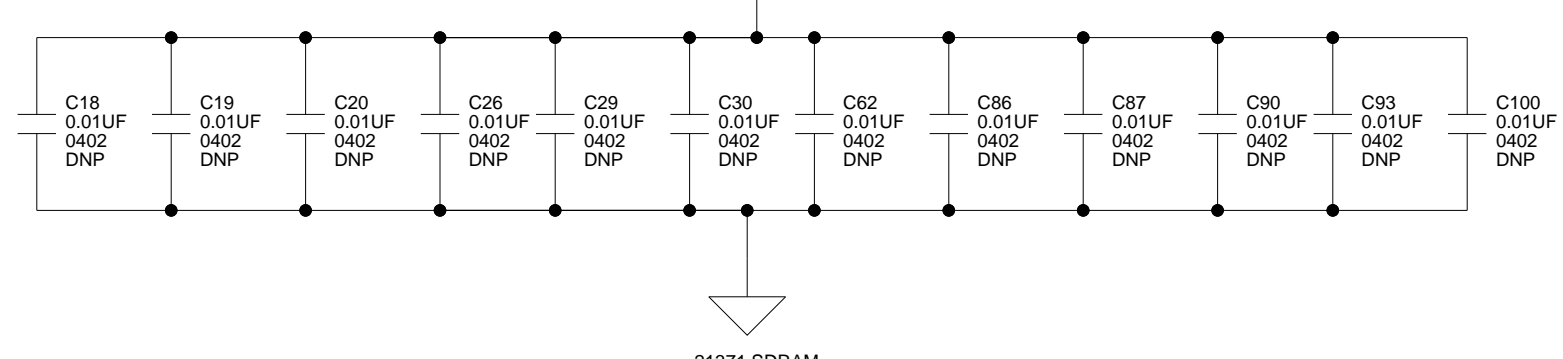 C18
0.01UF
0402
DNP
C19
0.01UF
0402
DNP
C20
0.01UF
0402
DNP
C26
0.01UF
0402
DNP
C29
0.01UF
0402
DNP
C30
0.01UF
0402
DNP
C62
0.01UF
0402
DNP
C86
0.01UF
0402
DNP
C87
0.01UF
0402
DNP
C90
0.01UF
0402
DNP
C93
0.01UF
0402
DNP
C100
0.01UF
0402
DNP
21371 SDRAM